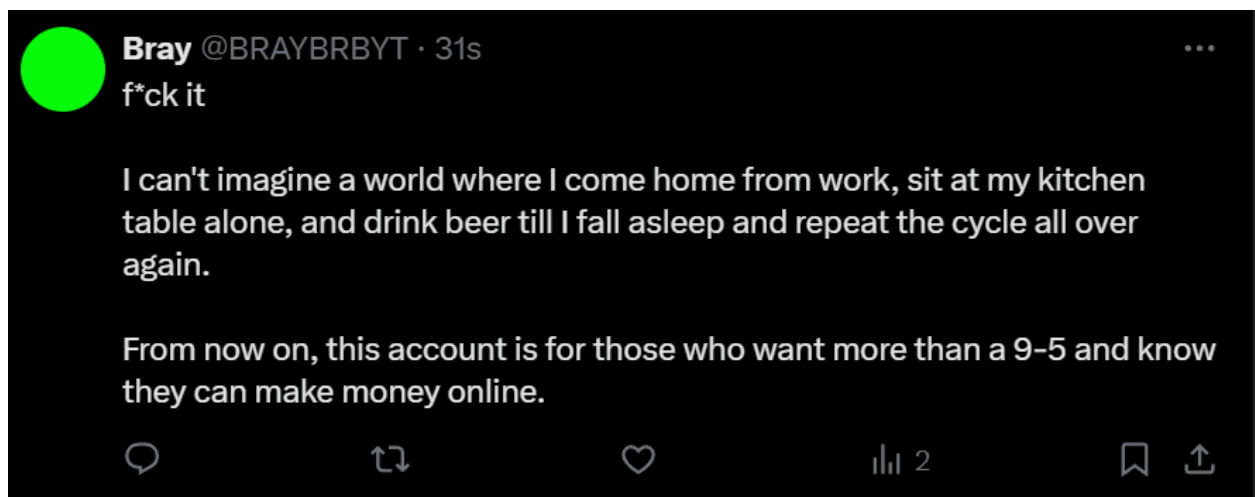 Bray @BRAYBRBYT · 31s
f*ck it
I can't imagine a world where I come home from work, sit at my kitchen
table alone, and drink beer till I fall asleep and repeat the cycle all over
again.
From now on, this account is for those who want more than a 9-5 and know
they can make money online.
2